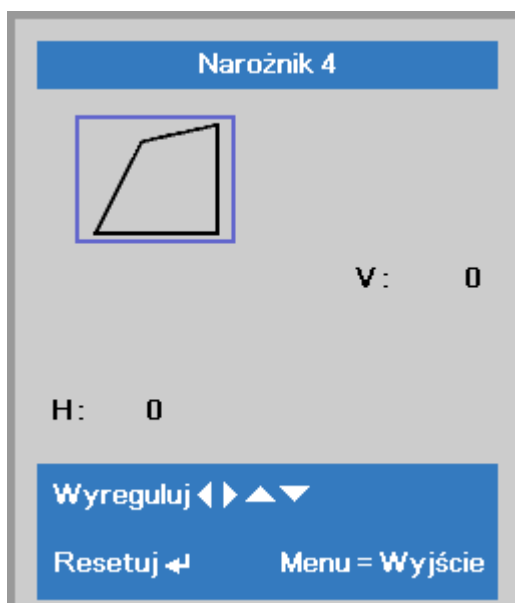 Narożnik 4
V: 0
H: 0
Wyreguluj
Resetuj Menu = Wyjście